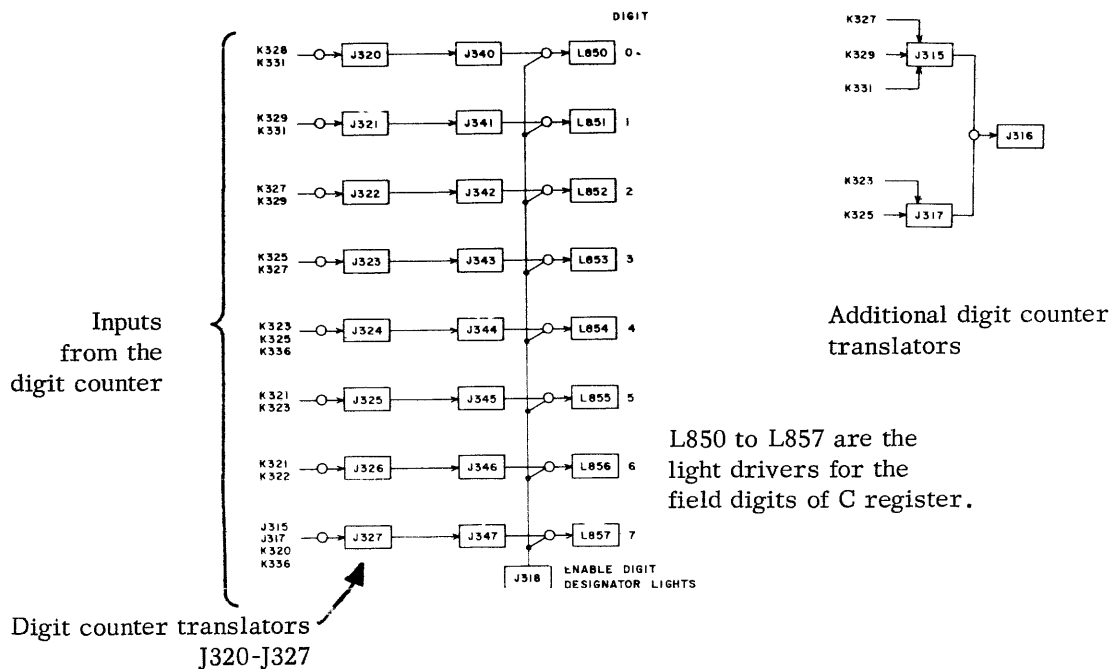 DIGIT
K328
K331
J320
J340
L850
0
K329
K331
J321
J341
L851
1
K327
K329
J322
J342
L852
2
K325
K327
J323
J343
L853
3
K323
K325
K336
J324
J344
L854
4
K321
K323
J325
J345
L855
5
K321
K322
J326
J346
L856
6
J315
J317
K320
K336
J327
J347
L857
7
J318
ENABLE DIGIT
DESIGNATOR LIGHTS
Inputs
from the
digit counter
Digit counter translators
J320-J327
K327
K329
K331
J315
J316
K323
K325
J317
Additional digit counter
translators
L850 to L857 are the
light drivers for the
field digits of C register.